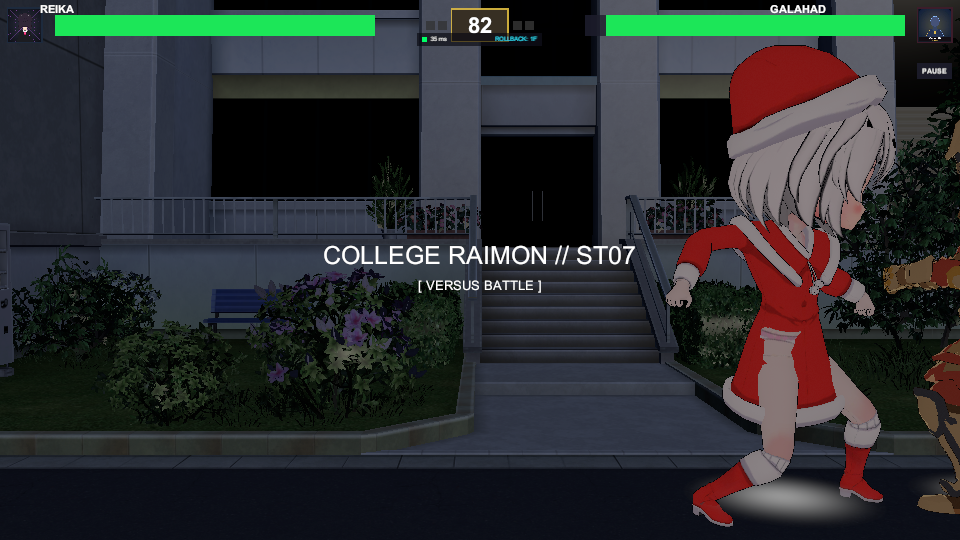 REIKA
GALAHAD
82
35 ms
ROLLBACK: 1F
PAUSE
COLLEGE RAIMON // ST07
[ VERSUS BATTLE ]